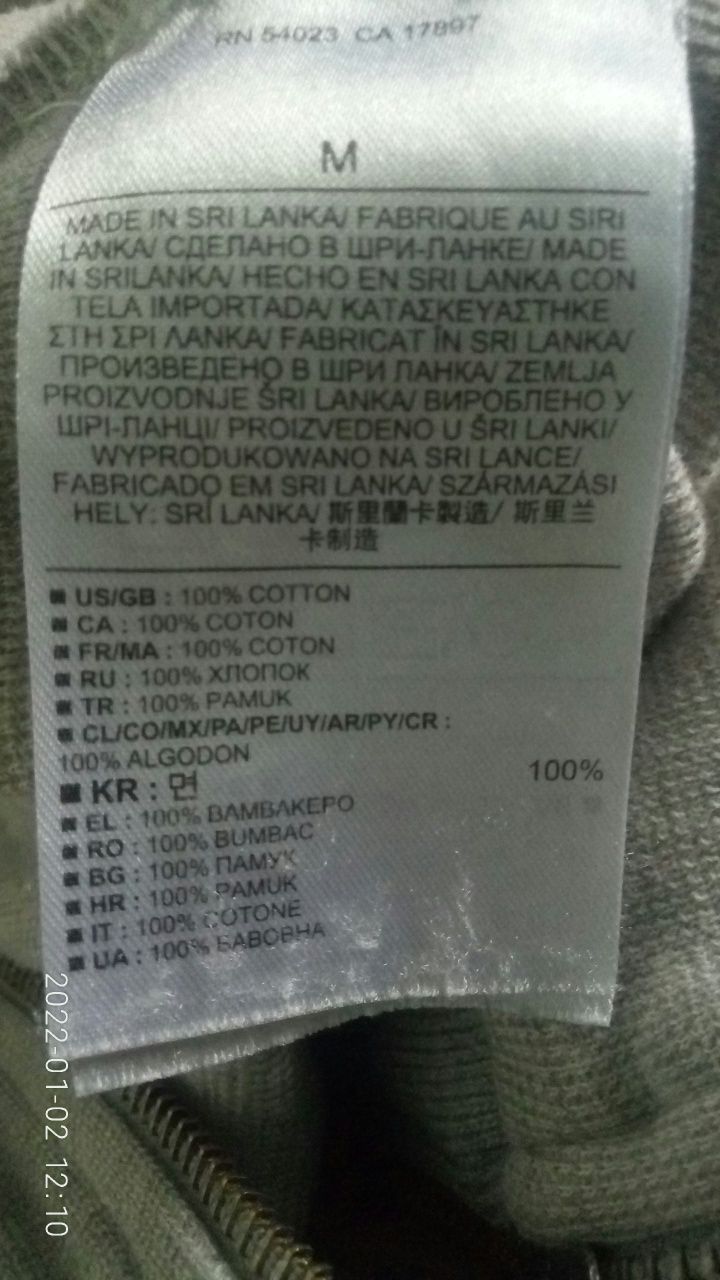 RN 54023 CA 17897
M
MADE IN SRI LANKA/ FABRIQUE AU SIRI
LANKA/ СДЕЛАНО В ШРИ-ЛАНКЕ/ MADE
IN SRILANKA/ HECHO EN SRI LANKA CON
TELA IMPORTADA/ ΚΑΤΑΣΚΕΥΑΣΤΗΚΕ
ΣΤΗ ΣΡΙ ΛΑΝΚΑ/ FABRICAT ÎN SRI LANKA/
ПРОИЗВЕДЕНО В ШРИ ЛАНКА/ ZEMLJA
PROIZVODNJE ŠRI LANKA/ ВИРОБЛЕНО У
ШРІ-ЛАНЦІ/ PROIZVEDENO U ŠRI LANKI/
WYPRODUKOWANO NA SRI LANCE/
FABRICADO EM SRI LANKA/ SZÁRMAZÁSI
HELY: SRÍ LANKA/ 斯里蘭卡製造/ 斯里兰
卡制造
■ US/GB : 100% COTTON
■ CA : 100% COTON
■ FR/MA : 100% COTON
■ RU : 100% ХЛОПОК
■ TR : 100% PAMUK
■ CL/CO/MX/PA/PE/UY/AR/PY/CR :
100% ALGODON
■ KR : 면 100%
■ EL : 100% ΒΑΜΒΑΚΕΡΟ
■ RO : 100% BUMBAC
■ BG : 100% ПАМУК
■ HR : 100% PAMUK
■ IT : 100% COTONE
■ UA : 100% БАВОВНА
2022-01-02 12:10